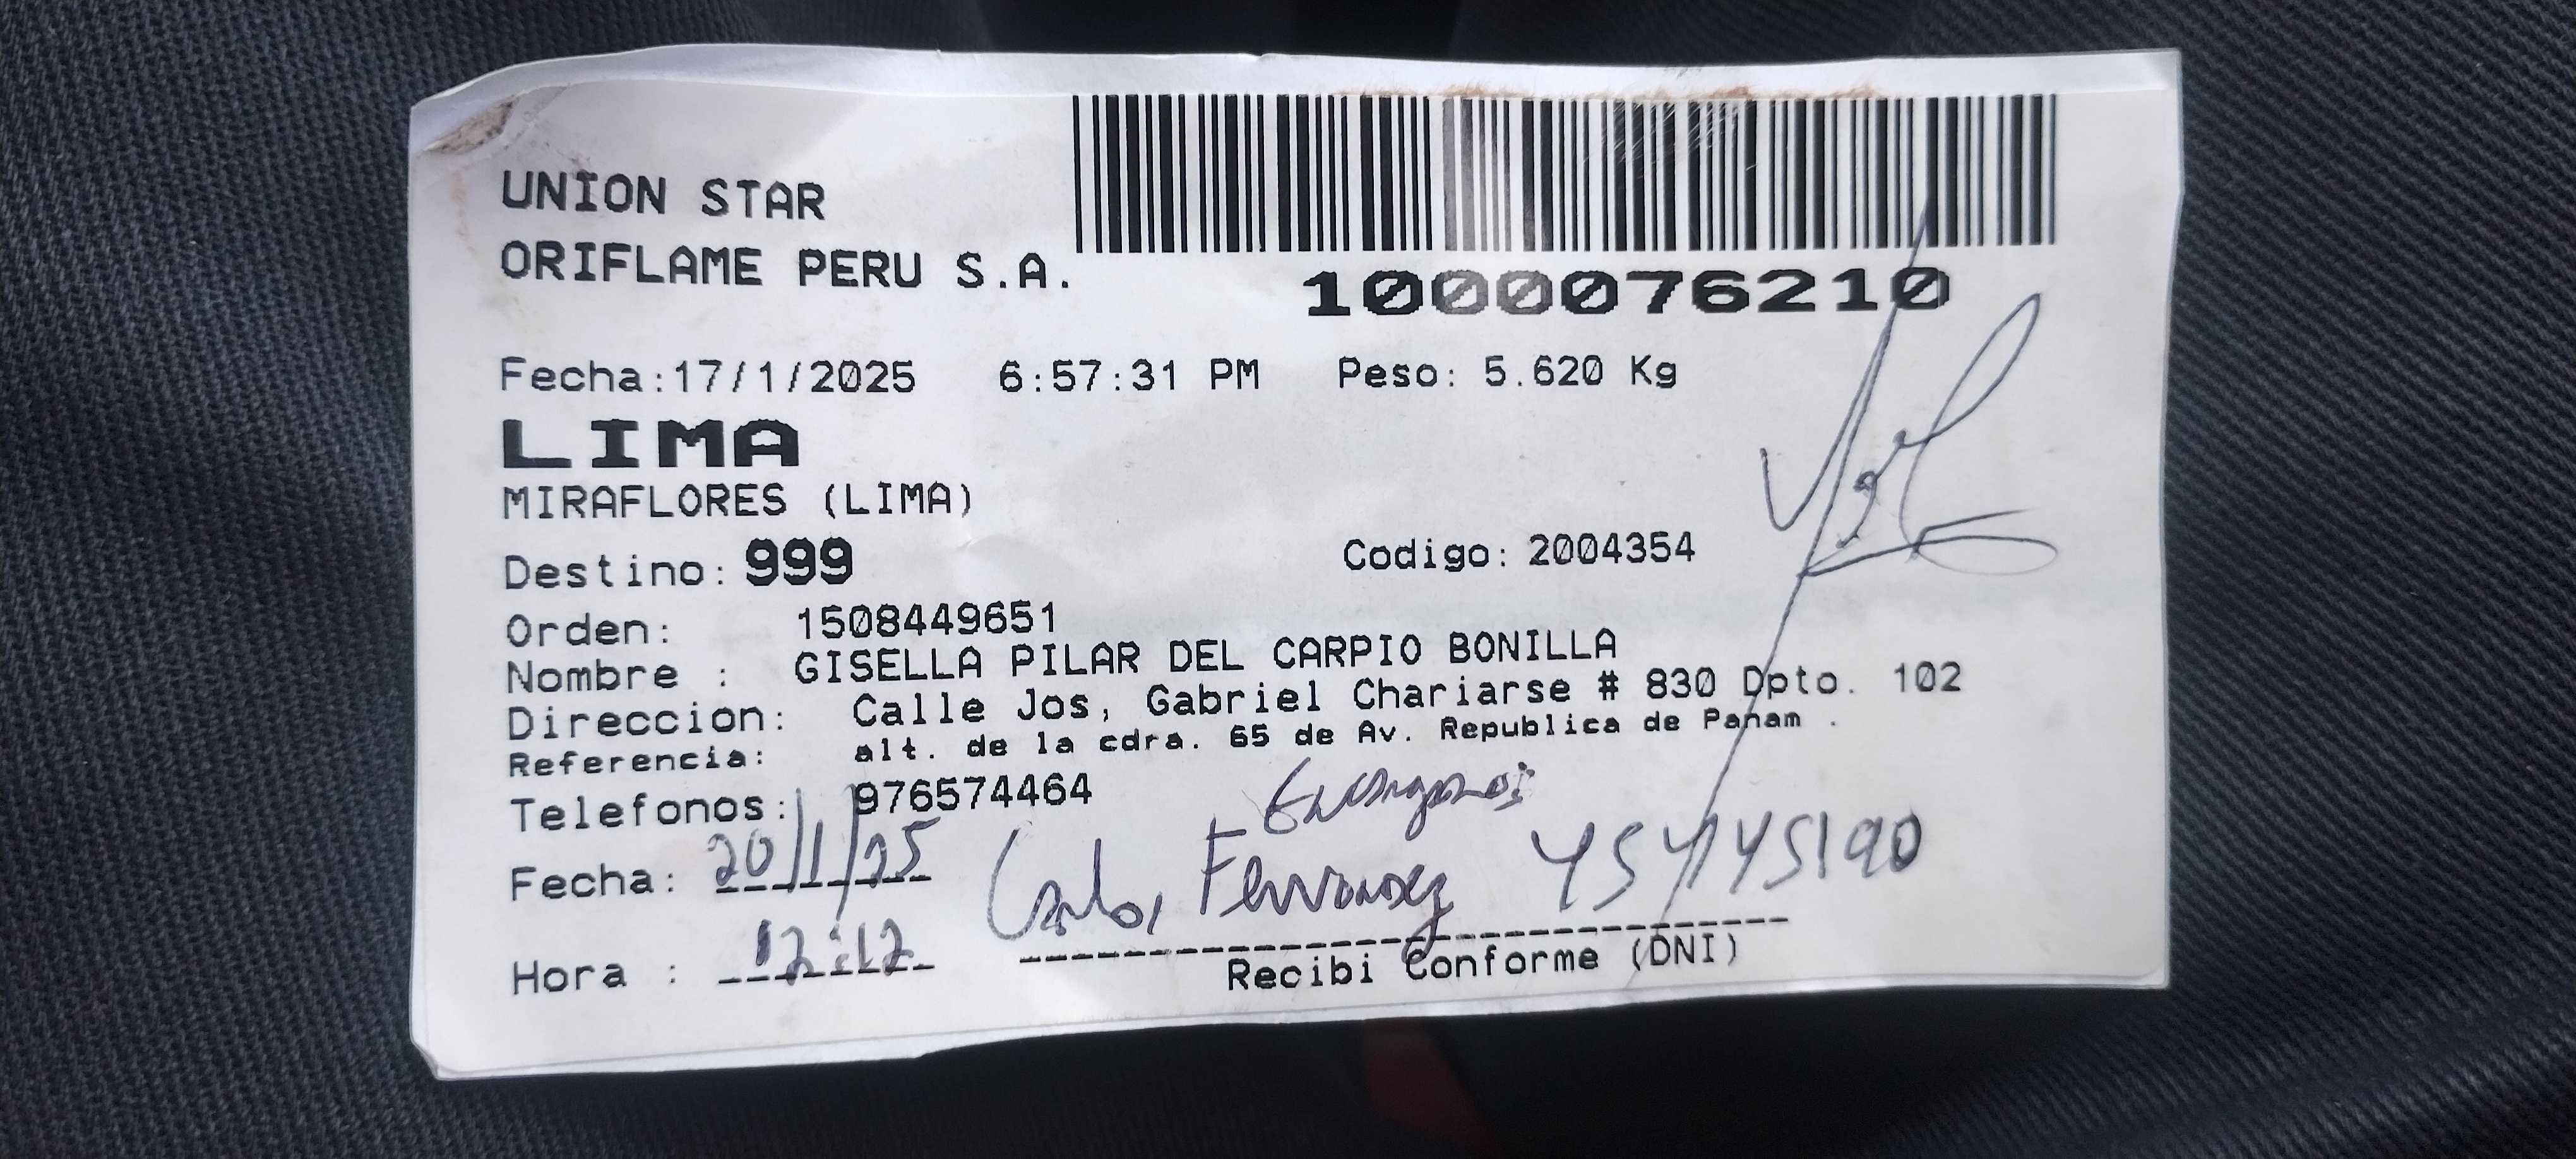 UNION STAR
ORIFLAME PERU S.A.
1000076210
Fecha:17/1/2025 6:57:31 PM Peso: 5.620 Kg
LIMA
MIRAFLORES (LIMA)
Destino: 999 Codigo: 2004354
Orden: 1508449651
Nombre : GISELLA PILAR DEL CARPIO BONILLA
Direccion: Calle Jos, Gabriel Chariarse # 830 Dpto. 102
Referencia: alt. de la cdra. 65 de Av. Republica de Panam .
Telefonos: 976574464
Fecha: 20/1/25 Carlos Fernandez
Hora : 12:12
Recibi Conforme (DNI)